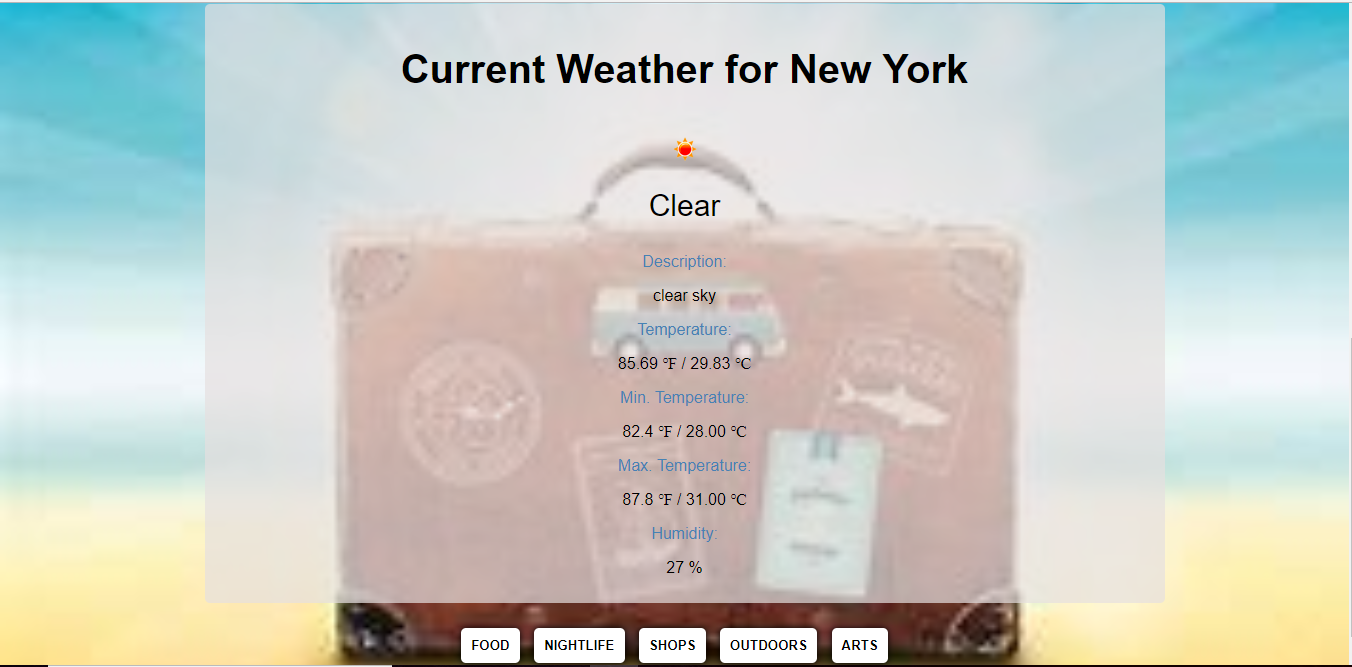 Current Weather for New York
Clear
Description:
clear sky
Temperature:
85.69 °F / 29.83 °C
Min. Temperature:
82.4 °F / 28.00 °C
Max. Temperature:
87.8 °F / 31.00 °C
Humidity:
27 %
FOOD NIGHTLIFE SHOPS OUTDOORS ARTS